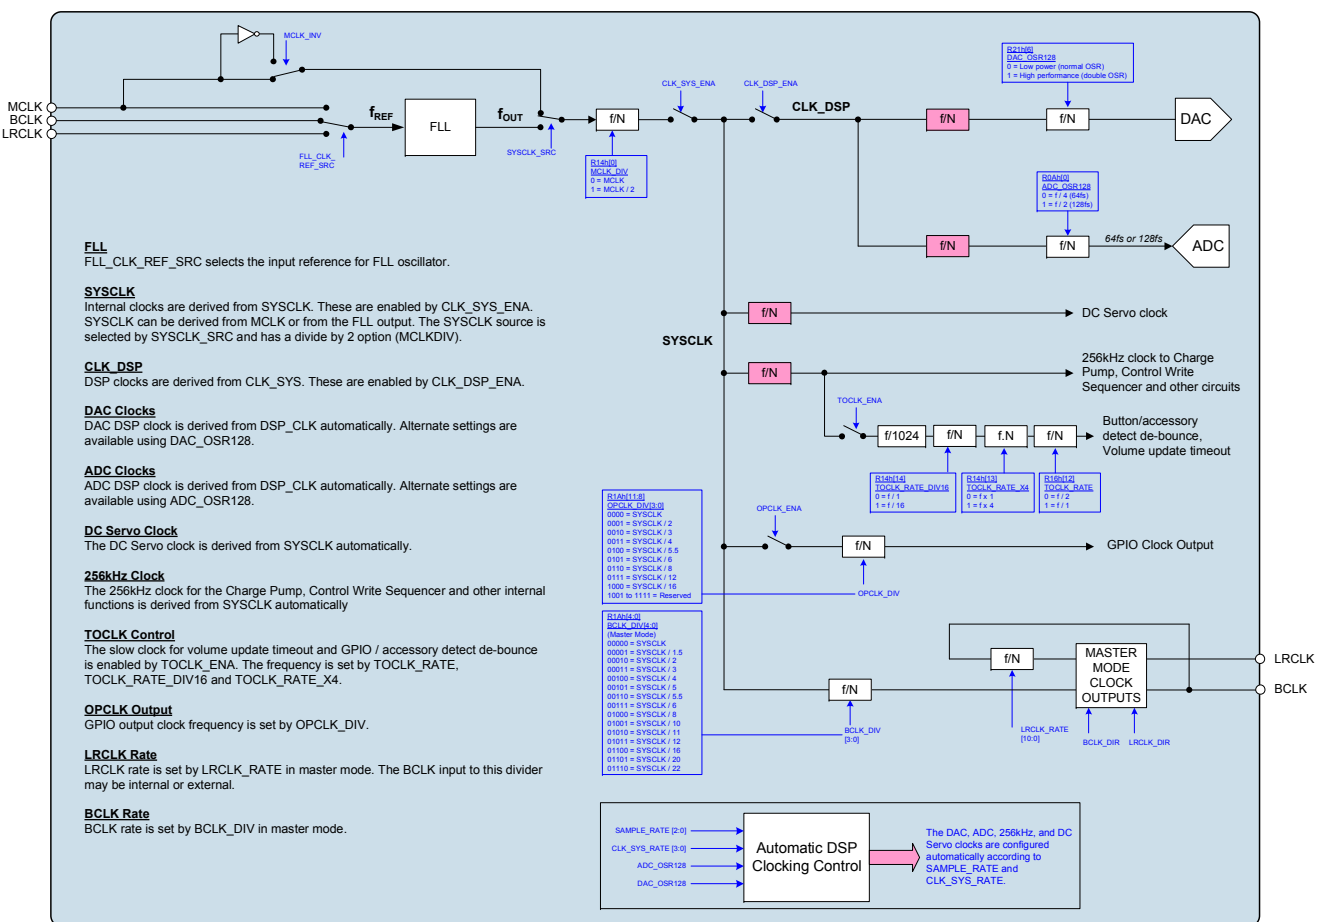 MCLK_INV
MCLK
BCLK
LRCLK
fREF
FLL
fOUT
FLL_CLK_
REF_SRC
SYSCLK_SRC
f/N
R14h[0]
MCLK_DIV
0 = MCLK
1 = MCLK / 2
CLK_SYS_ENA
CLK_DSP_ENA
CLK_DSP
R21h[6]
DAC_OSR128
0 = Low power (normal OSR)
1 = High performance (double OSR)
f/N
f/N
DAC
R0Ah[0]
ADC_OSR128
0 = f / 4 (64fs)
1 = f / 2 (128fs)
f/N
f/N
64fs or 128fs
ADC
FLL
FLL_CLK_REF_SRC selects the input reference for FLL oscillator.
SYSCLK
Internal clocks are derived from SYSCLK. These are enabled by CLK_SYS_ENA.
SYSCLK can be derived from MCLK or from the FLL output. The SYSCLK source is
selected by SYSCLK_SRC and has a divide by 2 option (MCLKDIV).
CLK_DSP
DSP clocks are derived from CLK_SYS. These are enabled by CLK_DSP_ENA.
DAC Clocks
DAC DSP clock is derived from DSP_CLK automatically. Alternate settings are
available using DAC_OSR128.
ADC Clocks
ADC DSP clock is derived from DSP_CLK automatically. Alternate settings are
available using ADC_OSR128.
DC Servo Clock
The DC Servo clock is derived from SYSCLK automatically.
256kHz Clock
The 256kHz clock for the Charge Pump, Control Write Sequencer and other internal
functions is derived from SYSCLK automatically
TOCLK Control
The slow clock for volume update timeout and GPIO / accessory detect de-bounce
is enabled by TOCLK_ENA. The frequency is set by TOCLK_RATE,
TOCLK_RATE_DIV16 and TOCLK_RATE_X4.
OPCLK Output
GPIO output clock frequency is set by OPCLK_DIV.
LRCLK Rate
LRCLK rate is set by LRCLK_RATE in master mode. The BCLK input to this divider
may be internal or external.
BCLK Rate
BCLK rate is set by BCLK_DIV in master mode.
SYSCLK
f/N
DC Servo clock
f/N
256kHz clock to Charge
Pump, Control Write
Sequencer and other circuits
TOCLK_ENA
f/1024
f/N
f.N
f/N
Button/accessory
detect de-bounce,
Volume update timeout
R14h[14]
TOCLK_RATE_DIV16
0 = f / 1
1 = f / 16
R14h[13]
TOCLK_RATE_X4
0 = f x 1
1 = f x 4
R16h[12]
TOCLK_RATE
0 = f / 2
1 = f / 1
R1Ah[11:8]
OPCLK_DIV[3:0]
0000 = SYSCLK
0001 = SYSCLK / 2
0010 = SYSCLK / 3
0011 = SYSCLK / 4
0100 = SYSCLK / 5.5
0101 = SYSCLK / 6
0110 = SYSCLK / 8
0111 = SYSCLK / 12
1000 = SYSCLK / 16
1001 to 1111 = Reserved
OPCLK_ENA
f/N
GPIO Clock Output
OPCLK_DIV
R1Ah[4:0]
BCLK_DIV[4:0]
(Master Mode)
00000 = SYSCLK
00001 = SYSCLK / 1.5
00010 = SYSCLK / 2
00011 = SYSCLK / 3
00100 = SYSCLK / 4
00101 = SYSCLK / 5
00110 = SYSCLK / 5.5
00111 = SYSCLK / 6
01000 = SYSCLK / 8
01001 = SYSCLK / 10
01010 = SYSCLK / 11
01011 = SYSCLK / 12
01100 = SYSCLK / 16
01101 = SYSCLK / 20
01110 = SYSCLK / 22
f/N
BCLK_DIV
[3:0]
f/N
LRCLK_RATE
[10:0]
MASTER
MODE
CLOCK
OUTPUTS
BCLK_DIR
LRCLK_DIR
LRCLK
BCLK
SAMPLE_RATE [2:0]
CLK_SYS_RATE [3:0]
ADC_OSR128
DAC_OSR128
Automatic DSP
Clocking Control
The DAC, ADC, 256kHz, and DC
Servo clocks are configured
automatically according to
SAMPLE_RATE and
CLK_SYS_RATE.